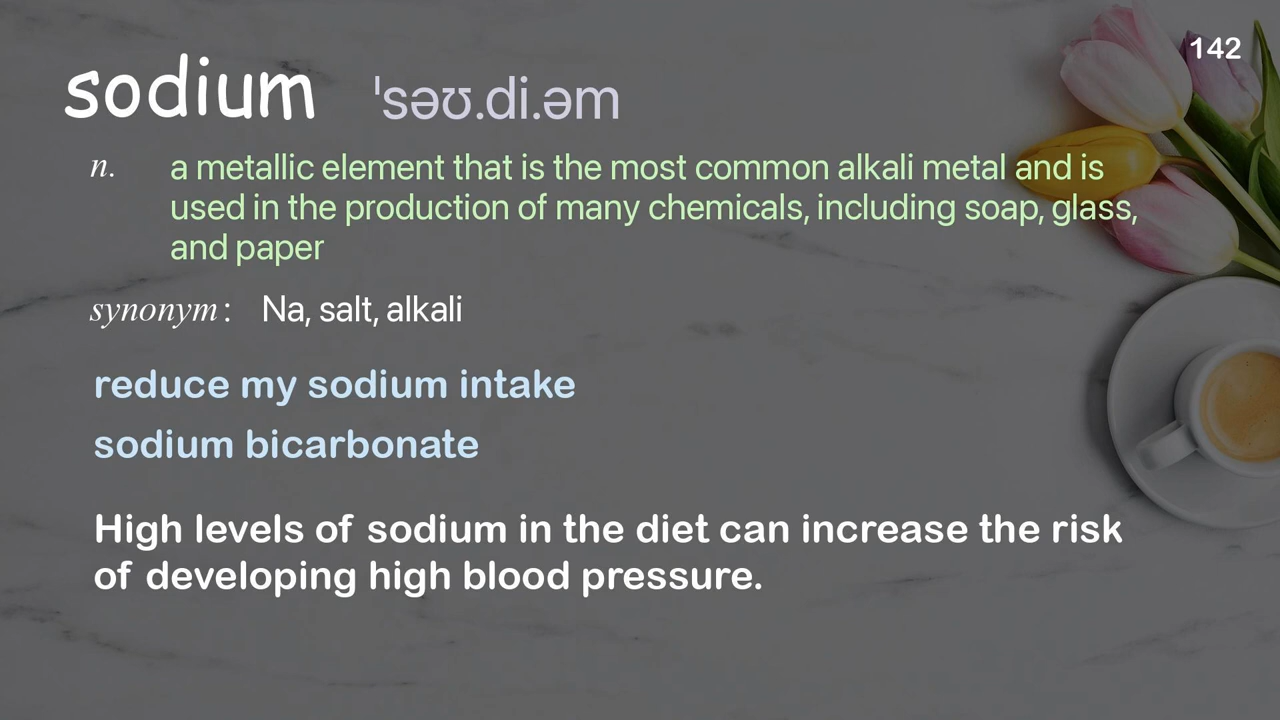 142
sodium ˈsəʊ.di.əm
n. a metallic element that is the most common alkali metal and is
used in the production of many chemicals, including soap, glass,
and paper
synonym: Na, salt, alkali
reduce my sodium intake
sodium bicarbonate
High levels of sodium in the diet can increase the risk
of developing high blood pressure.